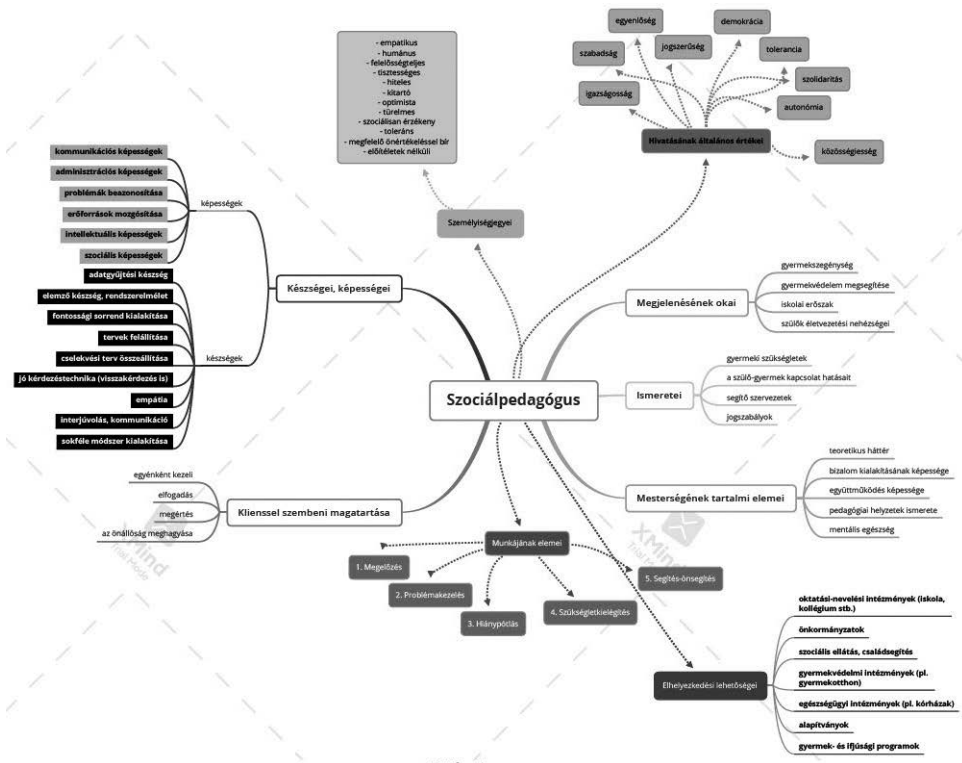 - empatikus
- humánus
- felelősségteljes
- tisztességes
- hiteles
- kitartó
- optimista
- türelmes
- szociálisan érzékeny
- toleráns
- megfelelő önértékeléssel bír
- előítéletek nélküli
Személyiségjegyei
egyenlőség
demokrácia
szabadság
jogszerűség
tolerancia
igazságosság
szolidaritás
autonómia
Hivatásának általános értékei
közösségiesség
kommunikációs képességek
adminisztrációs képességek
problémák beazonosítása
erőforrások mozgósítása
intellektuális képességek
szociális képességek
képességek
adatgyűjtési készség
elemző készség, rendszerelmélet
fontossági sorrend kialakítása
tervek felállítása
cselekvési terv összeállítása
jó kérdezéstechnika (visszakérdezés is)
empátia
interjúvolás, kommunikáció
sokféle módszer kialakítása
készségek
Készségei, képességei
Szociálpedagógus
Megjelenésének okai
gyermekszegénység
gyermekvédelem megsegítése
iskolai erőszak
szülők életvezetési nehézségei
Ismeretei
gyermeki szükségletek
a szülő-gyermek kapcsolat hatásait
segítő szervezetek
jogszabályok
Mesterségének tartalmi elemei
teoretikus háttér
bizalom kialakításának képessége
együttműködés képessége
pedagógiai helyzetek ismerete
mentális egészség
egyénként kezeli
elfogadás
megértés
az önállóság meghagyása
Klienssel szembeni magatartása
Munkájának elemei
1. Megelőzés
2. Problémakezelés
3. Hiánypótlás
4. Szükségletkielégítés
5. Segítés-önsegítés
Elhelyezkedési lehetőségei
oktatási-nevelési intézmények (iskola,
kollégium stb.)
önkormányzatok
szociális ellátás, családsegítés
gyermekvédelmi intézmények (pl.
gyermekotthon)
egészségügyi intézmények (pl. kórházak)
alapítványok
gyermek- és ifjúsági programok
XMind
Trial Mode
XMind
Trial Mode